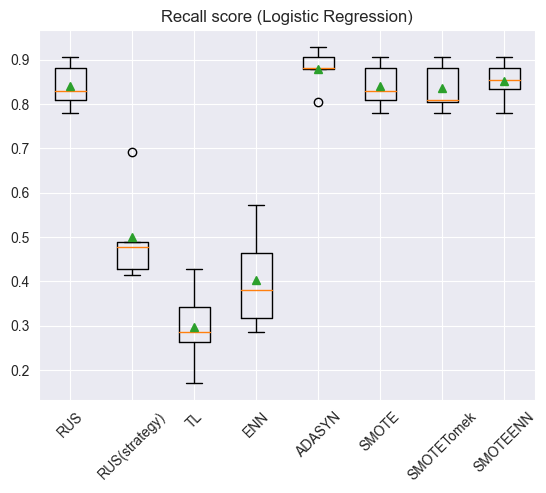 Recall score (Logistic Regression)
0.9
0.8
0.7
0.6
0.5
0.4
0.3
0.2
RUS
RUS(strategy)
TL
ENN
ADASYN
SMOTE
SMOTETomek
SMOTEENN